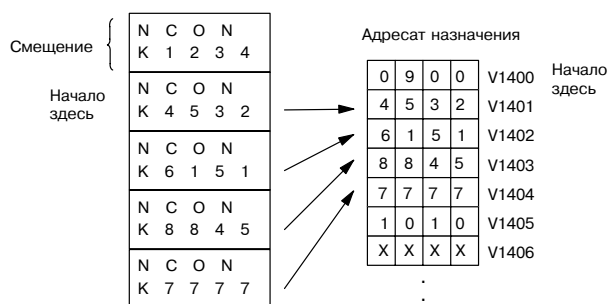 Смещение
N C O N
K 1 2 3 4
Начало
здесь
N C O N
K 4 5 3 2
N C O N
K 6 1 5 1
N C O N
K 8 8 4 5
N C O N
K 7 7 7 7
Адресат назначения
0 9 0 0 V1400
Начало
здесь
4 5 3 2 V1401
6 1 5 1 V1402
8 8 4 5 V1403
7 7 7 7 V1404
1 0 1 0 V1405
X X X X V1406